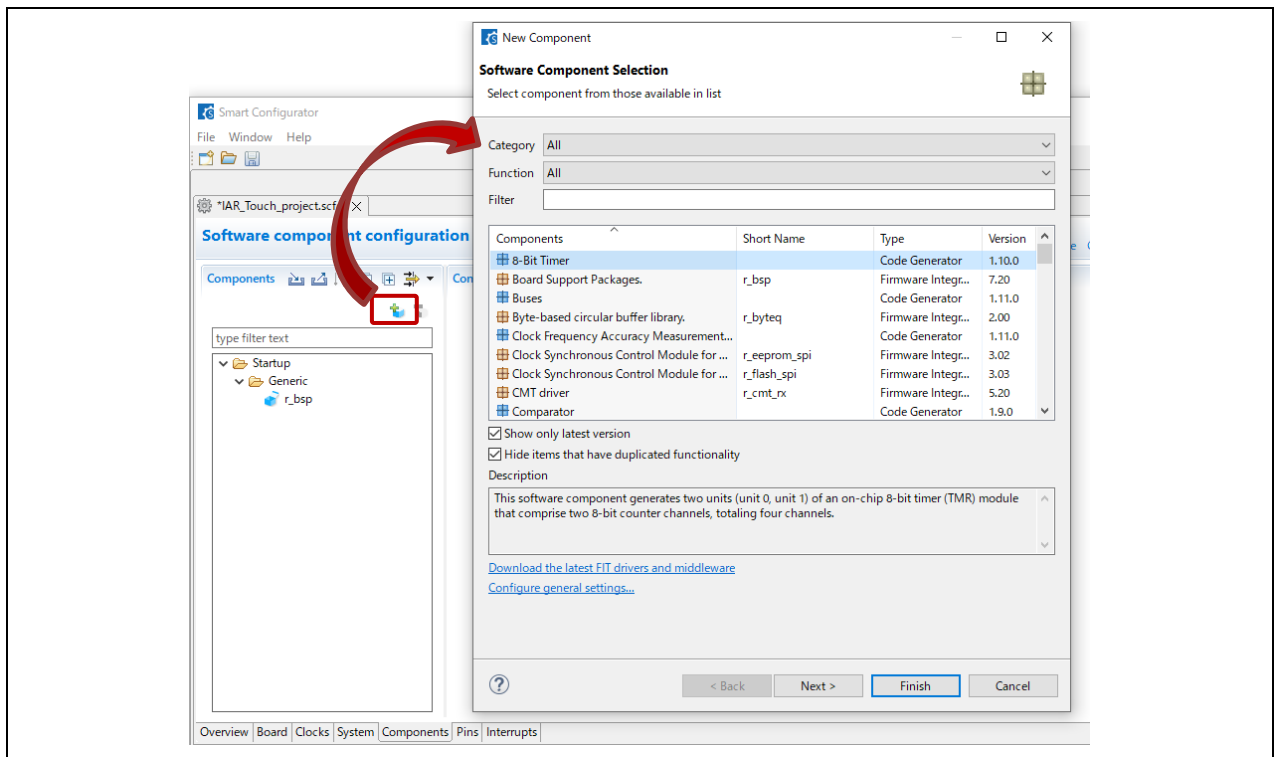 New Component
Software Component Selection
Select component from those available in list
Smart Configurator
File Window Help
Category All
Function All
Filter
*IAR_Touch_project.scf
Software component configuration
Components
type filter text
Startup
Generic
r_bsp
Components Short Name Type Version
8-Bit Timer Code Generator 1.10.0
Board Support Packages. r_bsp Firmware Integr... 7.20
Buses Code Generator 1.11.0
Byte-based circular buffer library. r_byteq Firmware Integr... 2.00
Clock Frequency Accuracy Measurement... Code Generator 1.11.0
Clock Synchronous Control Module for ... r_eeprom_spi Firmware Integr... 3.02
Clock Synchronous Control Module for ... r_flash_spi Firmware Integr... 3.03
CMT driver r_cmt_rx Firmware Integr... 5.20
Comparator Code Generator 1.9.0
Show only latest version
Hide items that have duplicated functionality
Description
This software component generates two units (unit 0, unit 1) of an on-chip 8-bit timer (TMR) module
that comprise two 8-bit counter channels, totaling four channels.
Download the latest FIT drivers and middleware
Configure general settings...
< Back Next > Finish Cancel
Overview Board Clocks System Components Pins Interrupts